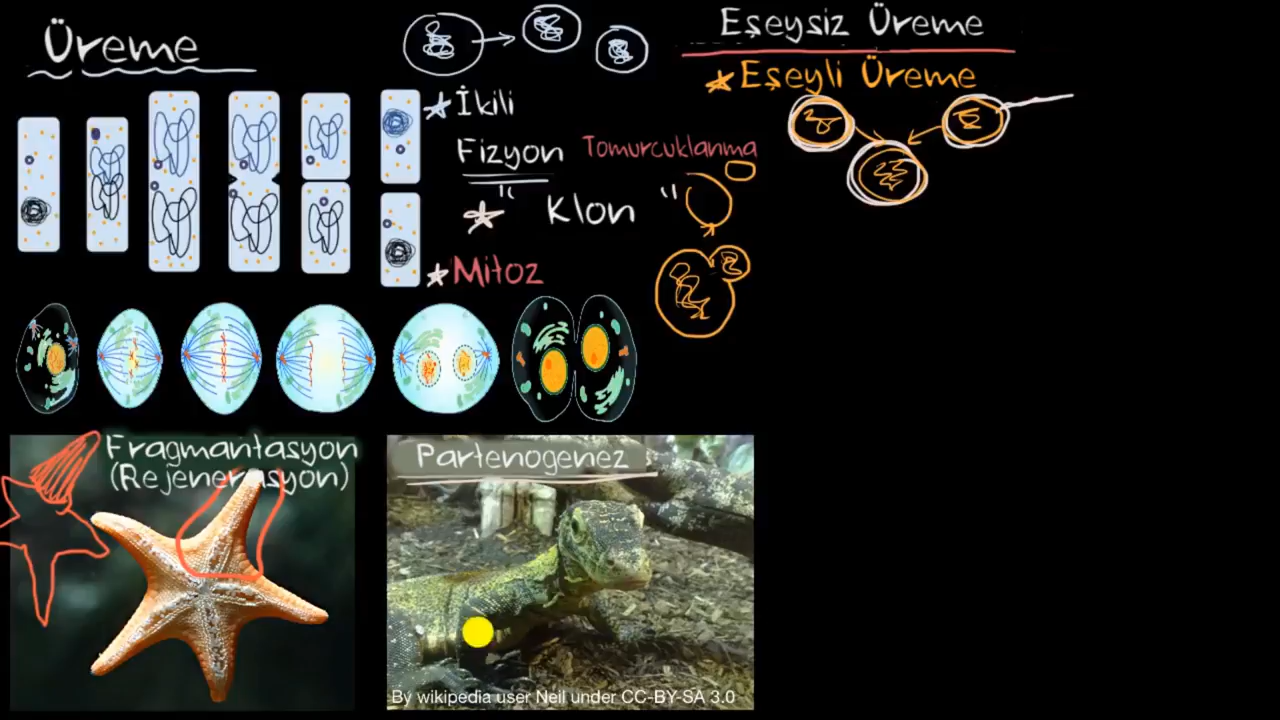 Üreme
Eşeysiz Üreme
Eşeyli Üreme
İkili
Fizyon
Tomurcuklanma
" Klon "
Mitoz
Fragmantasyon
(Rejenerasyon)
Partenogenez
By wikipedia user Neil under CC-BY-SA 3.0